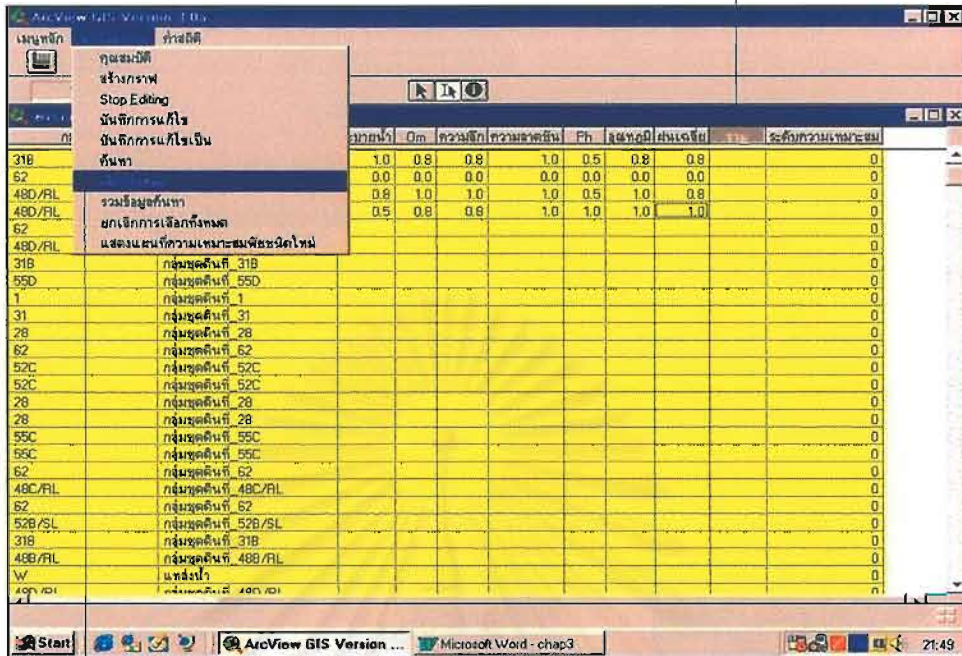 ArcView GIS Version 3.0a
เมนูหลัก คำสถิติ
คุณสมบัติ
สร้างกราฟ
Stop Editing
บันทึกการแก้ไข
บันทึกการแก้ไขเป็น
ค้นหา
รวมข้อมูลค้นหา
ยกเลิกการเลือกทั้งหมด
แสดงแผนที่ความเหมาะสมพืชชนิดใหม่
Om ความลึก ความลาดชัน Ph อุณหภูมิ ฝนเฉลี่ย รวม ระดับความเหมาะสม
31B 1.0 0.8 0.8 1.0 0.5 0.8 0.8 0
62 0.0 0.0 0.0 0.0 0.0 0.0 0.0 0
48D/RL 0.8 1.0 1.0 1.0 0.5 1.0 0.8 0
48D/RL 0.5 0.8 0.8 1.0 1.0 1.0 1.0 0
62 0
48D/RL 0
31B กลุ่มชุดดินที่_31B 0
55D กลุ่มชุดดินที่_55D 0
1 กลุ่มชุดดินที่_1 0
31 กลุ่มชุดดินที่_31 0
28 กลุ่มชุดดินที่_28 0
62 กลุ่มชุดดินที่_62 0
52C กลุ่มชุดดินที่_52C 0
52C กลุ่มชุดดินที่_52C 0
28 กลุ่มชุดดินที่_28 0
28 กลุ่มชุดดินที่_28 0
55C กลุ่มชุดดินที่_55C 0
55C กลุ่มชุดดินที่_55C 0
62 กลุ่มชุดดินที่_62 0
48C/RL กลุ่มชุดดินที่_48C/RL 0
62 กลุ่มชุดดินที่_62 0
52B/SL กลุ่มชุดดินที่_52B/SL 0
31B กลุ่มชุดดินที่_31B 0
48B/RL กลุ่มชุดดินที่_48B/RL 0
W แหล่งน้ำ 0
48D/RL กลุ่มชุดดินที่_48D/RL 0
Start ArcView GIS Version ... Microsoft Word - chap3 21:49